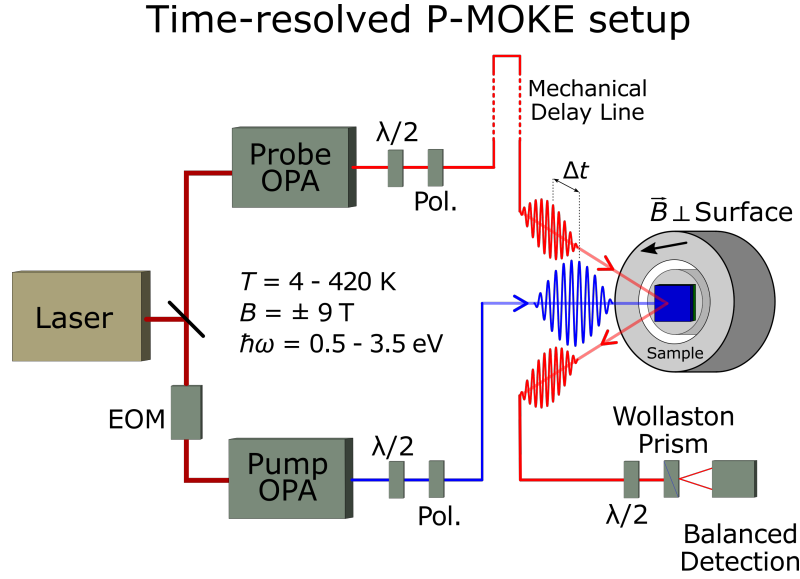 Time-resolved P-MOKE setup
Mechanical
Delay Line
λ/2
Probe
OPA
Pol.
Δt
B⃗ ⊥ Surface
T = 4 - 420 K
B = ± 9 T
ħω = 0.5 - 3.5 eV
Laser
Sample
EOM
λ/2
Pump
OPA
Pol.
Wollaston
Prism
λ/2
Balanced
Detection